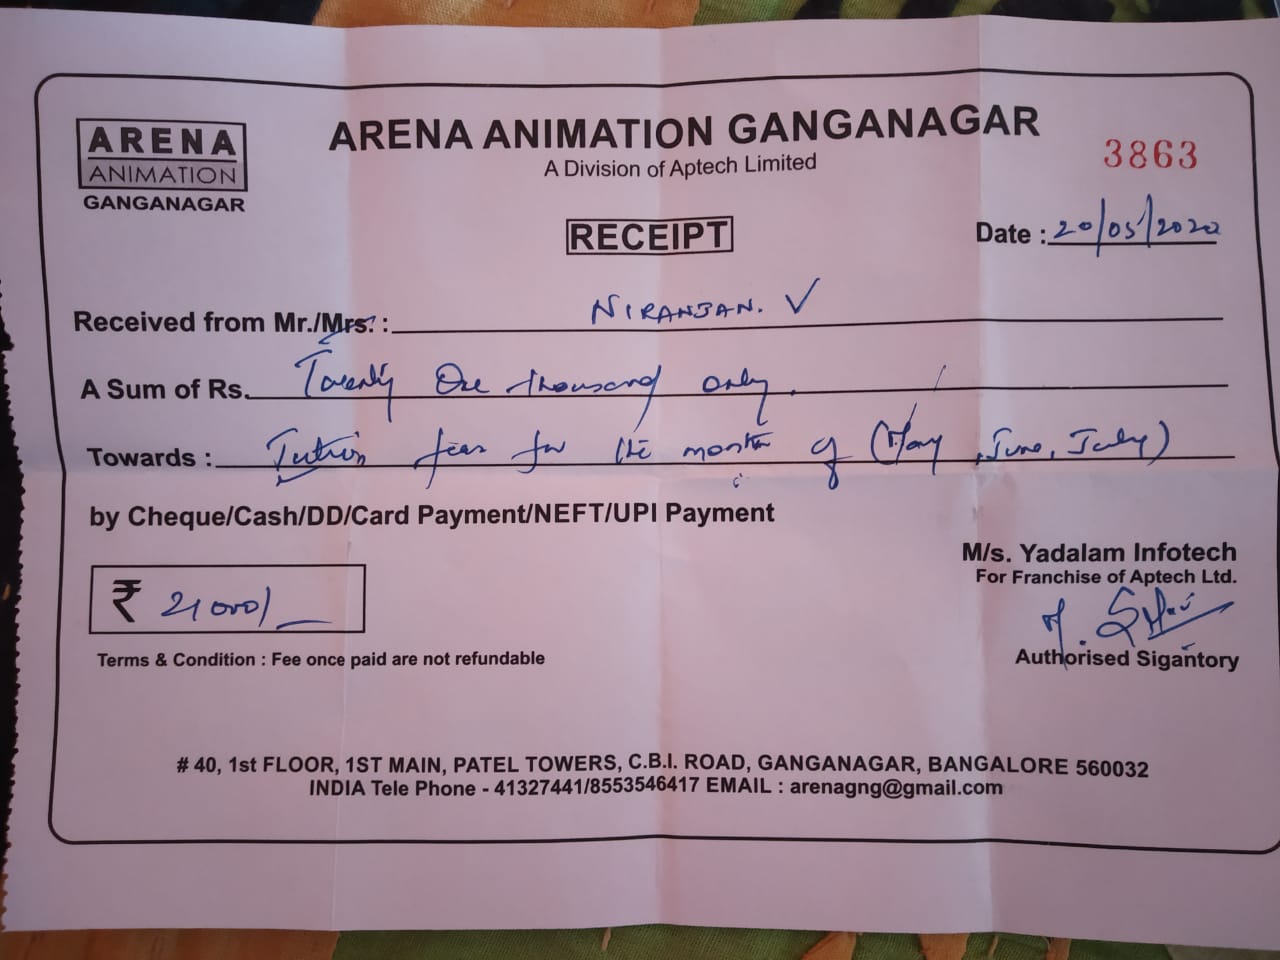 ARENA
ANIMATION
GANGANAGAR
ARENA ANIMATION GANGANAGAR
A Division of Aptech Limited
3863
RECEIPT
Date : 20/05/2020
Received from Mr./Mrs. : NIRANJAN. V
A Sum of Rs. Twenty One thousand only.
Towards : Tution fees for the month of (May, June, July)
by Cheque/Cash/DD/Card Payment/NEFT/UPI Payment
₹ 21000/-
M/s. Yadalam Infotech
For Franchise of Aptech Ltd.
Authorised Sigantory
Terms & Condition : Fee once paid are not refundable
# 40, 1st FLOOR, 1ST MAIN, PATEL TOWERS, C.B.I. ROAD, GANGANAGAR, BANGALORE 560032
INDIA Tele Phone - 41327441/8553546417 EMAIL : arenagng@gmail.com